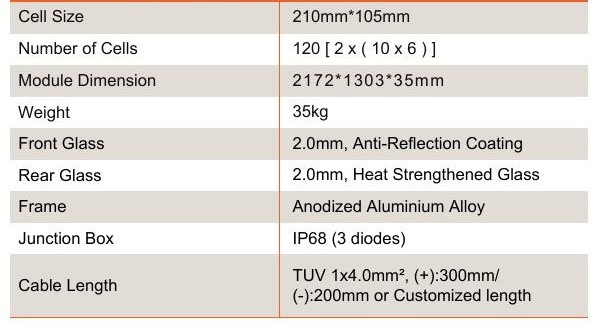 Cell Size 210mm*105mm
Number of Cells 120 [ 2 x ( 10 x 6 ) ]
Module Dimension 2172*1303*35mm
Weight 35kg
Front Glass 2.0mm, Anti-Reflection Coating
Rear Glass 2.0mm, Heat Strengthened Glass
Frame Anodized Aluminium Alloy
Junction Box IP68 (3 diodes)
Cable Length TUV 1x4.0mm², (+):300mm/
(-):200mm or Customized length